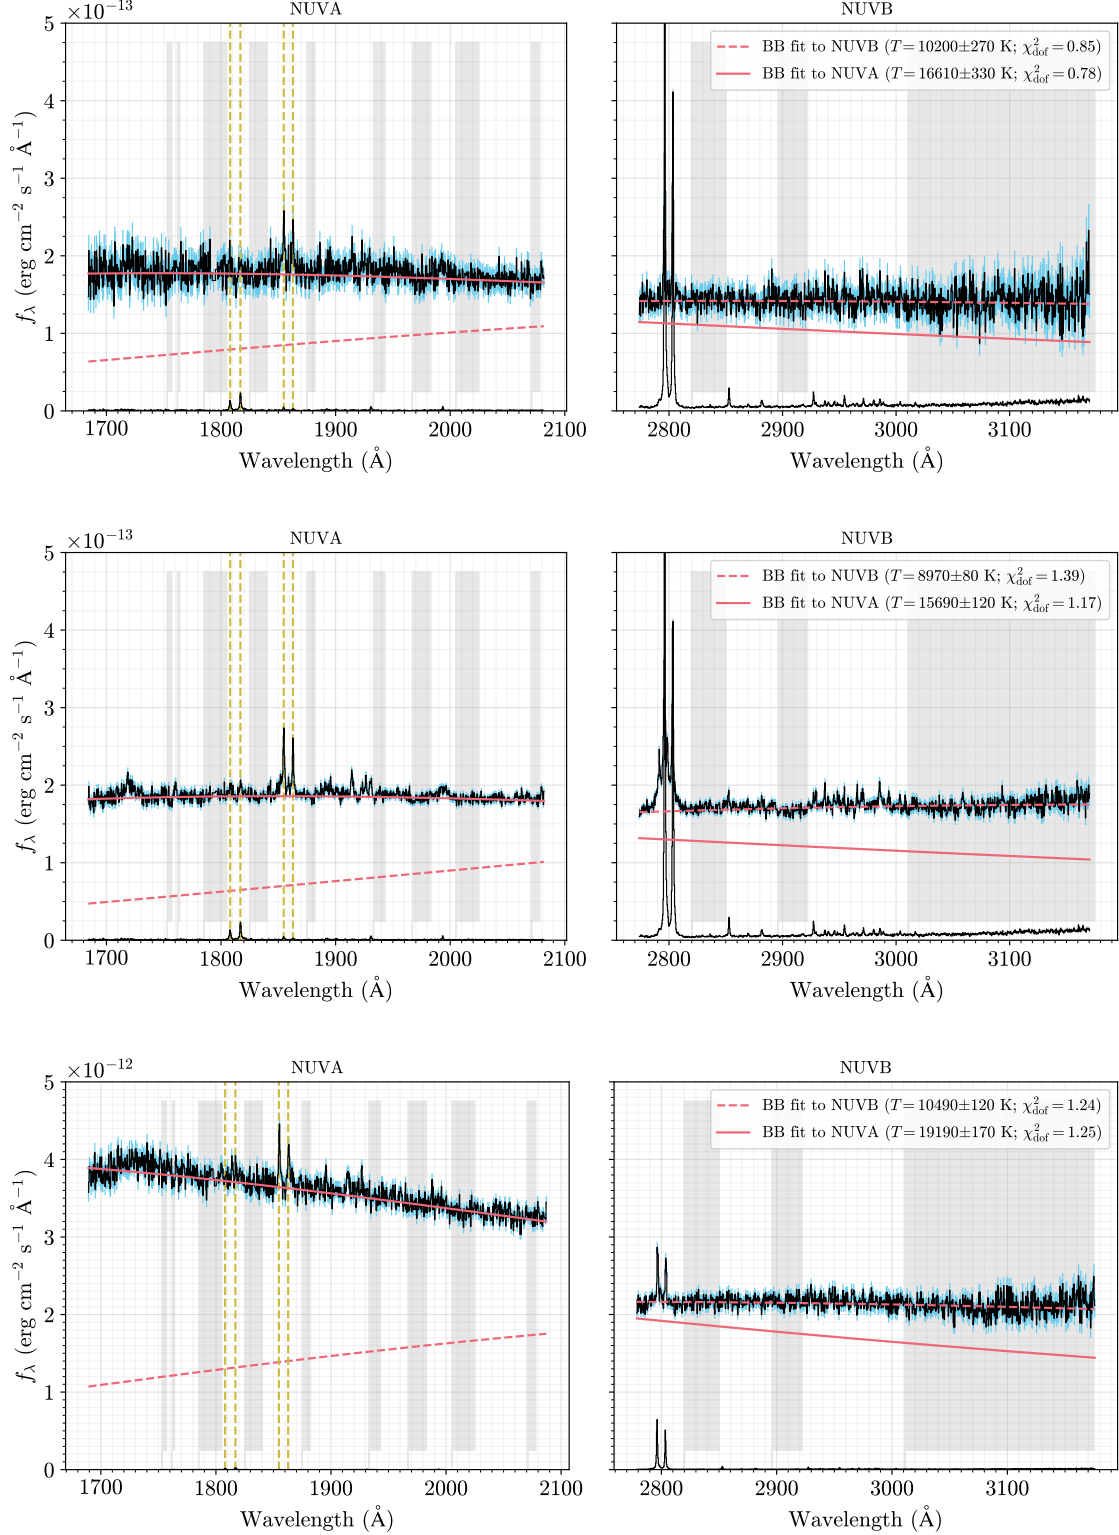 ×10⁻¹³ NUVA NUVB
5
4
3
2
1
0
f_λ (erg cm⁻² s⁻¹ Å⁻¹)
BB fit to NUVB (T = 10200±270 K; χ²_dof = 0.85)
BB fit to NUVA (T = 16610±330 K; χ²_dof = 0.78)
1700 1800 1900 2000 2100 2800 2900 3000 3100
Wavelength (Å) Wavelength (Å)
×10⁻¹³ NUVA NUVB
5
4
3
2
1
0
f_λ (erg cm⁻² s⁻¹ Å⁻¹)
BB fit to NUVB (T = 8970±80 K; χ²_dof = 1.39)
BB fit to NUVA (T = 15690±120 K; χ²_dof = 1.17)
1700 1800 1900 2000 2100 2800 2900 3000 3100
Wavelength (Å) Wavelength (Å)
×10⁻¹² NUVA NUVB
5
4
3
2
1
0
f_λ (erg cm⁻² s⁻¹ Å⁻¹)
BB fit to NUVB (T = 10490±120 K; χ²_dof = 1.24)
BB fit to NUVA (T = 19190±170 K; χ²_dof = 1.25)
1700 1800 1900 2000 2100 2800 2900 3000 3100
Wavelength (Å) Wavelength (Å)